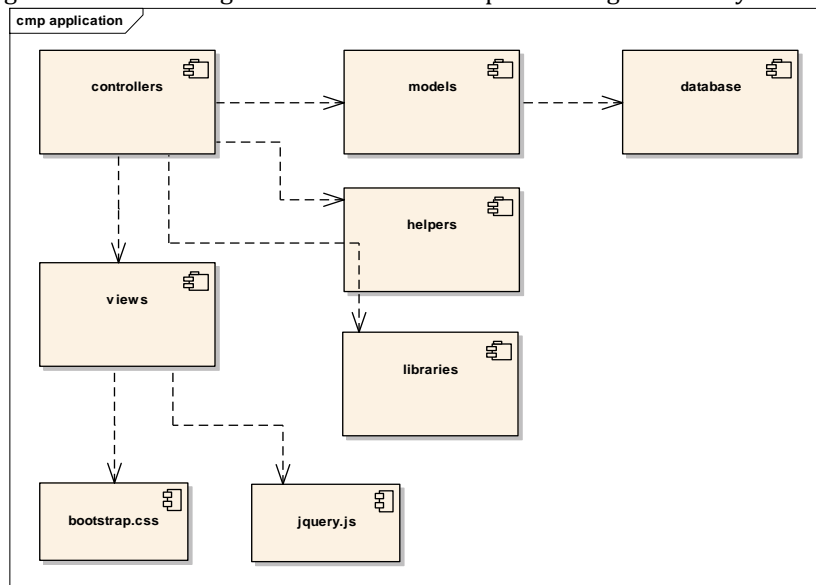 cmp application
controllers
models
database
helpers
views
libraries
bootstrap.css
jquery.js